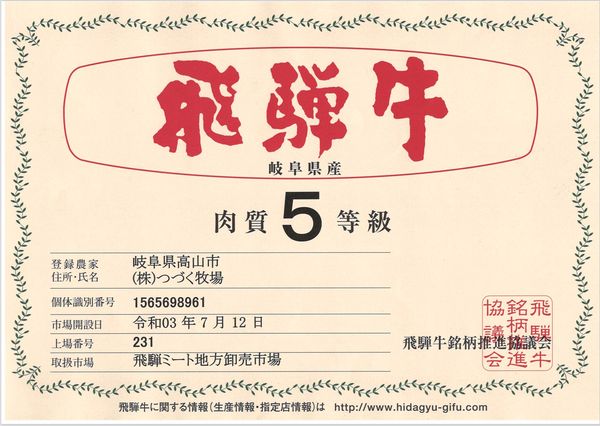 飛騨牛
岐阜県産
肉質5等級
登録農家
住所・氏名
岐阜県高山市
(株)つづく牧場
個体識別番号 1565698961
市場開設日 令和03年7月12日
上場番号 231
取扱市場 飛騨ミート地方卸売市場
飛騨牛銘柄推進協議会
飛騨牛
銘柄推進
協議会
飛騨牛に関する情報(生産情報・指定店情報)は http://www.hidagyu-gifu.com/